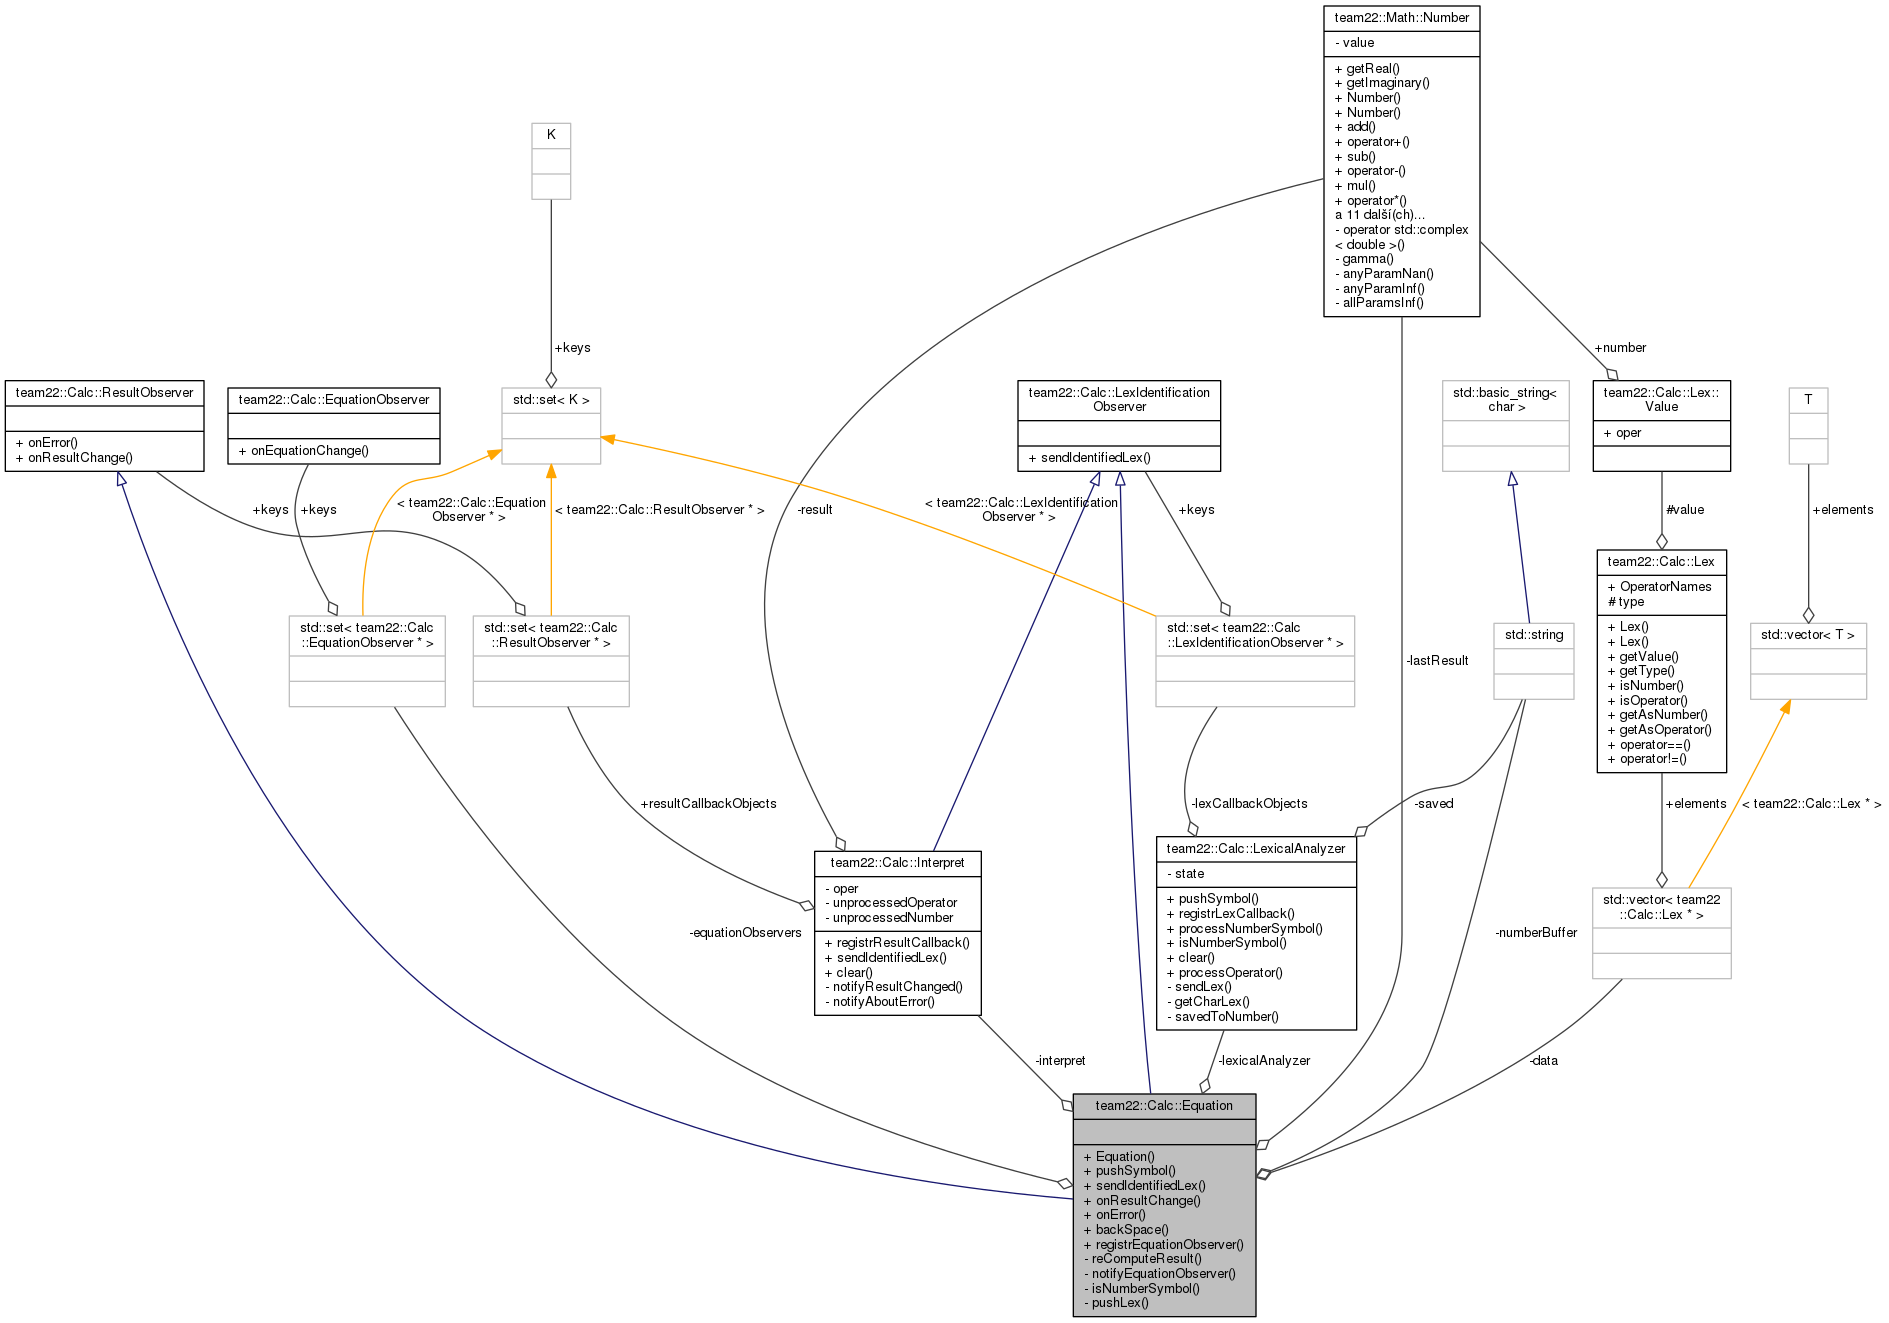 team22::Math::Number
- value
+ getReal()
+ getImaginary()
+ Number()
+ Number()
+ add()
+ operator+()
+ sub()
+ operator-()
+ mul()
+ operator*()
a 11 další(ch)...
- operator std::complex
< double >()
- gamma()
- anyParamNan()
- anyParamInf()
- allParamsInf()
K
+keys
+number
team22::Calc::ResultObserver
+ onError()
+ onResultChange()
team22::Calc::EquationObserver
+ onEquationChange()
std::set< K >
team22::Calc::LexIdentification
Observer
+ sendIdentifiedLex()
std::basic_string<
char >
team22::Calc::Lex::
Value
+ oper
T
+keys
+keys
< team22::Calc::Equation
Observer * >
< team22::Calc::ResultObserver * >
-result
< team22::Calc::LexIdentification
Observer * >
+keys
#value
+elements
team22::Calc::Lex
+ OperatorNames
# type
+ Lex()
+ Lex()
+ getValue()
+ getType()
+ isNumber()
+ isOperator()
+ getAsNumber()
+ getAsOperator()
+ operator==()
+ operator!=()
std::set< team22::Calc
::EquationObserver * >
std::set< team22::Calc
::ResultObserver * >
std::set< team22::Calc
::LexIdentificationObserver * >
-lastResult
std::string
std::vector< T >
+resultCallbackObjects
-lexCallbackObjects
-saved
+elements
< team22::Calc::Lex * >
team22::Calc::Interpret
- oper
- unprocessedOperator
- unprocessedNumber
+ registrResultCallback()
+ sendIdentifiedLex()
+ clear()
- notifyResultChanged()
- notifyAboutError()
team22::Calc::LexicalAnalyzer
- state
+ pushSymbol()
+ registrLexCallback()
+ processNumberSymbol()
+ isNumberSymbol()
+ clear()
+ processOperator()
- sendLex()
- getCharLex()
- savedToNumber()
std::vector< team22
::Calc::Lex * >
-equationObservers
-numberBuffer
-interpret
-lexicalAnalyzer
-data
team22::Calc::Equation
+ Equation()
+ pushSymbol()
+ sendIdentifiedLex()
+ onResultChange()
+ onError()
+ backSpace()
+ registrEquationObserver()
- reComputeResult()
- notifyEquationObserver()
- isNumberSymbol()
- pushLex()